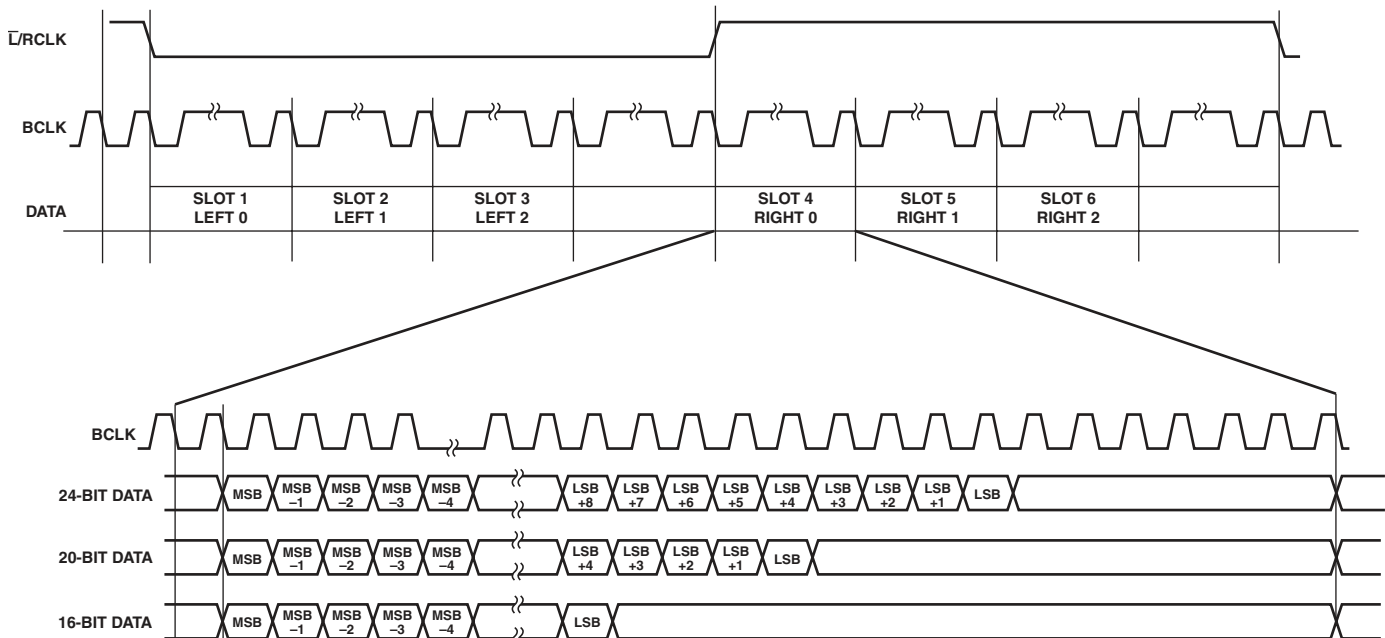 L̅/RCLK
BCLK
DATA
SLOT 1 SLOT 2 SLOT 3 SLOT 4 SLOT 5 SLOT 6
LEFT 0 LEFT 1 LEFT 2 RIGHT 0 RIGHT 1 RIGHT 2
BCLK
24-BIT DATA MSB MSB –1 MSB –2 MSB –3 MSB –4 LSB +8 LSB +7 LSB +6 LSB +5 LSB +4 LSB +3 LSB +2 LSB +1 LSB
20-BIT DATA MSB MSB –1 MSB –2 MSB –3 MSB –4 LSB +4 LSB +3 LSB +2 LSB +1 LSB
16-BIT DATA MSB MSB –1 MSB –2 MSB –3 MSB –4 LSB